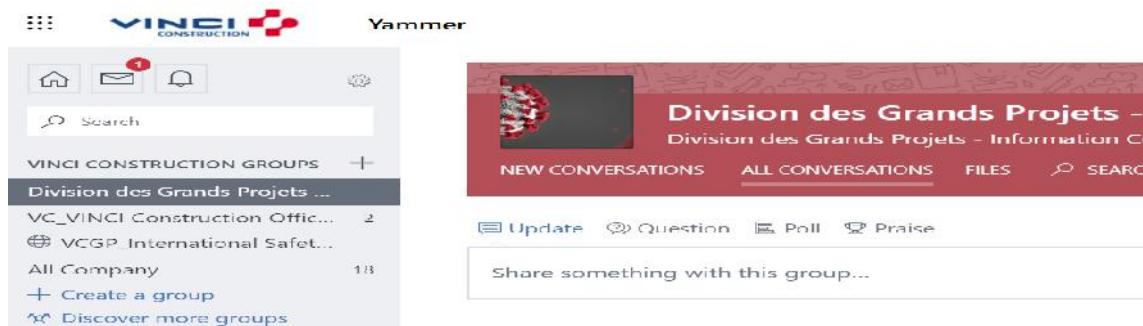 VINCI CONSTRUCTION Yammer
1
Search
VINCI CONSTRUCTION GROUPS +
Division des Grands Projets ...
VC_VINCI Construction Offic... 2
VCGP_International Safet...
All Company 18
+ Create a group
Discover more groups
Division des Grands Projets -
Division des Grands Projets - Information C
NEW CONVERSATIONS ALL CONVERSATIONS FILES SEARC
Update Question Poll Praise
Share something with this group...